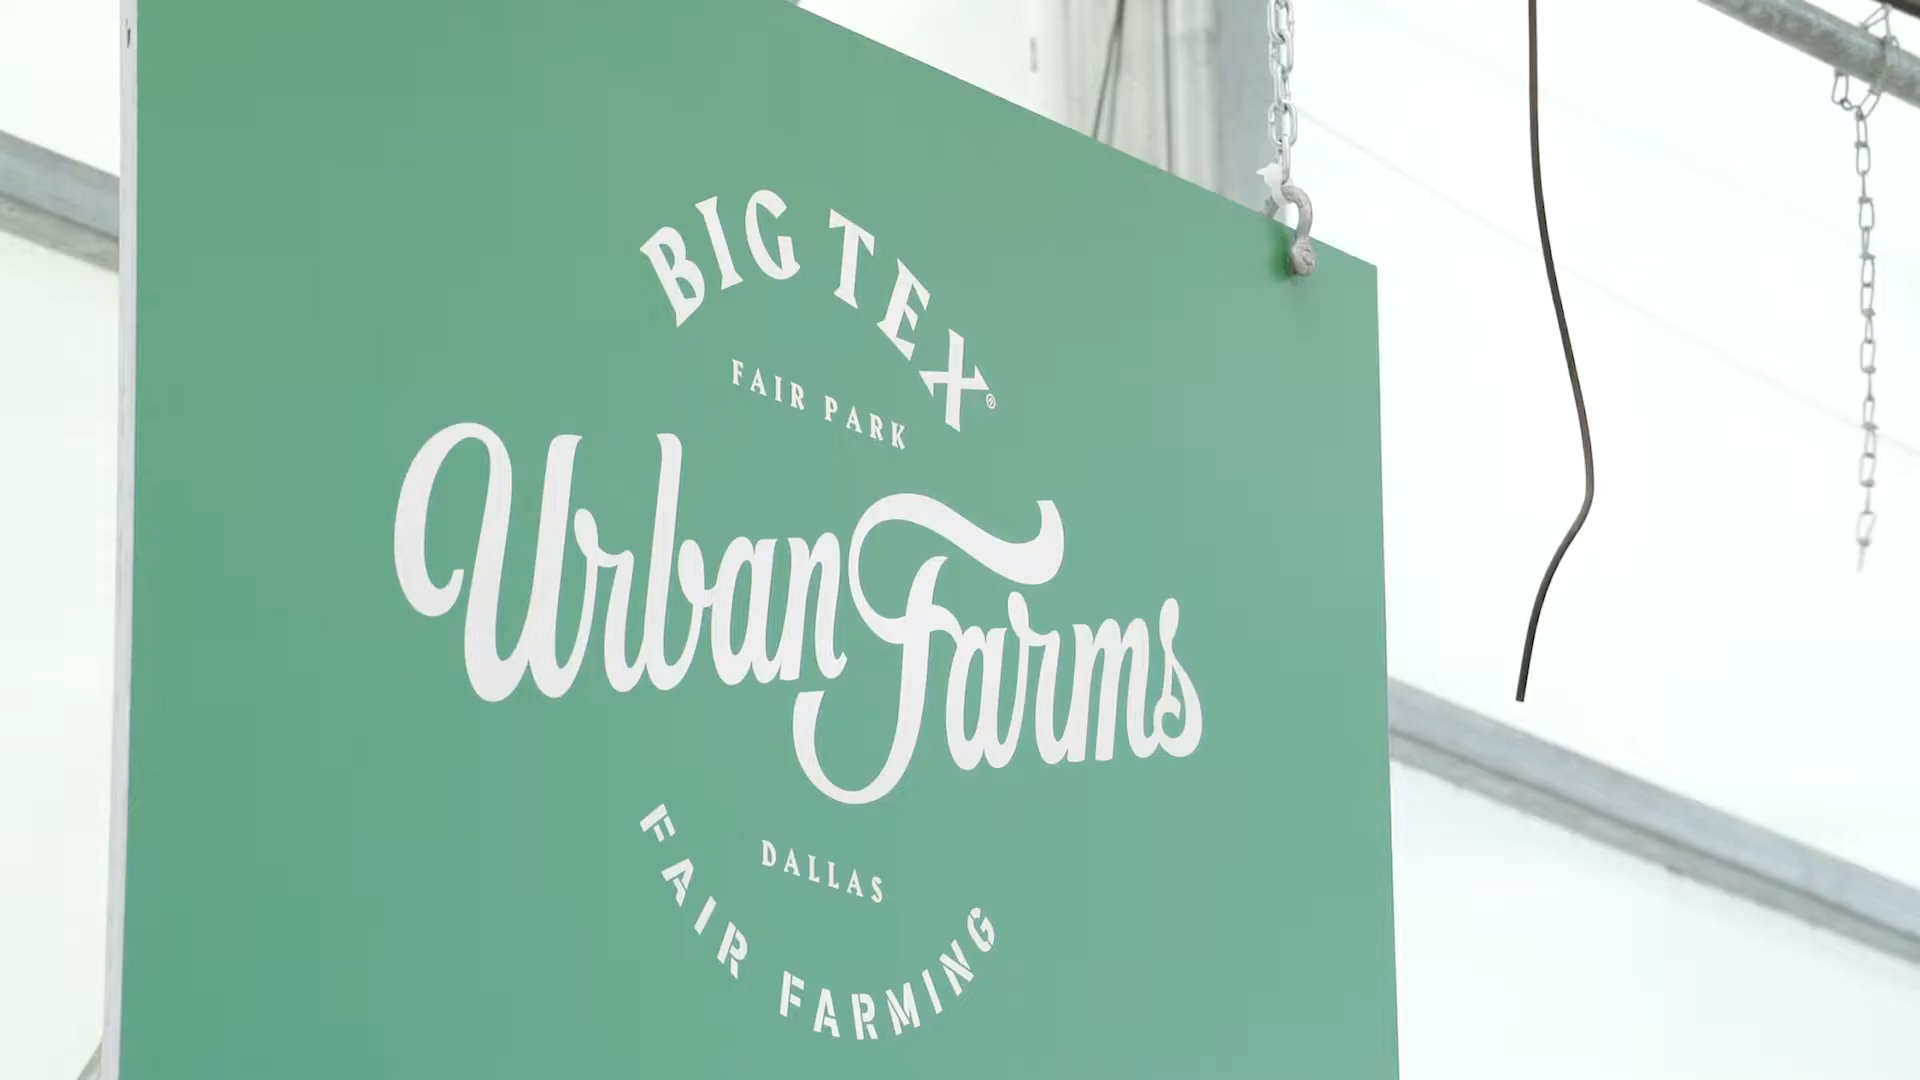 BIG TEX®
FAIR PARK
Urban Farms
DALLAS
FAIR FARMING